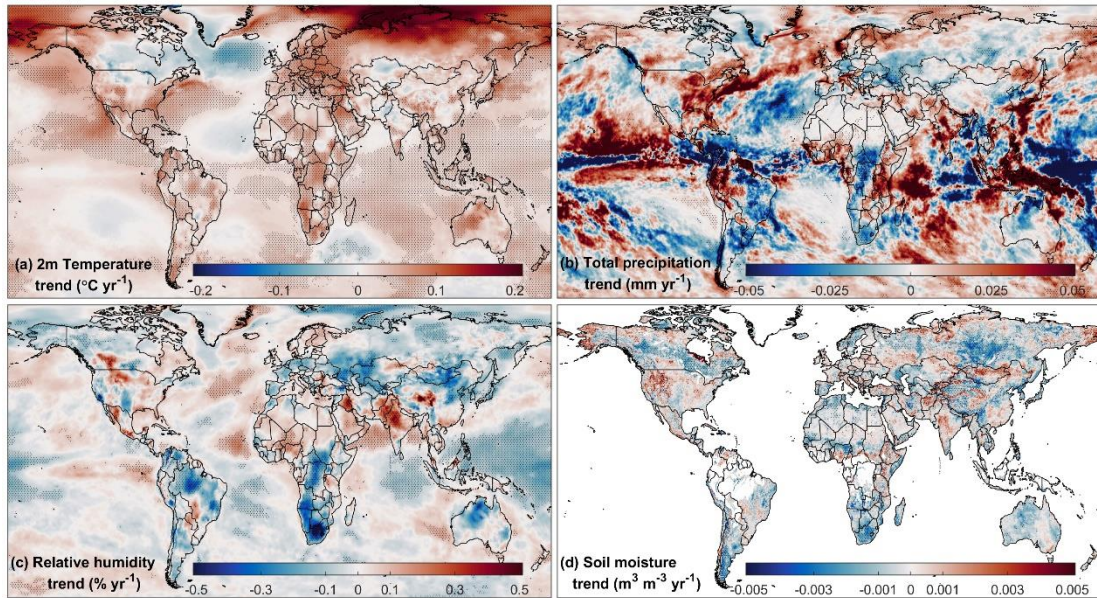 (a) 2m Temperature
trend (°C yr⁻¹)
-0.2 -0.1 0 0.1 0.2
(b) Total precipitation
trend (mm yr⁻¹)
-0.05 -0.025 0 0.025 0.05
(c) Relative humidity
trend (% yr⁻¹)
-0.5 -0.3 -0.1 0 0.1 0.3 0.5
(d) Soil moisture
trend (m³ m⁻³ yr⁻¹)
-0.005 -0.003 -0.001 0 0.001 0.003 0.005